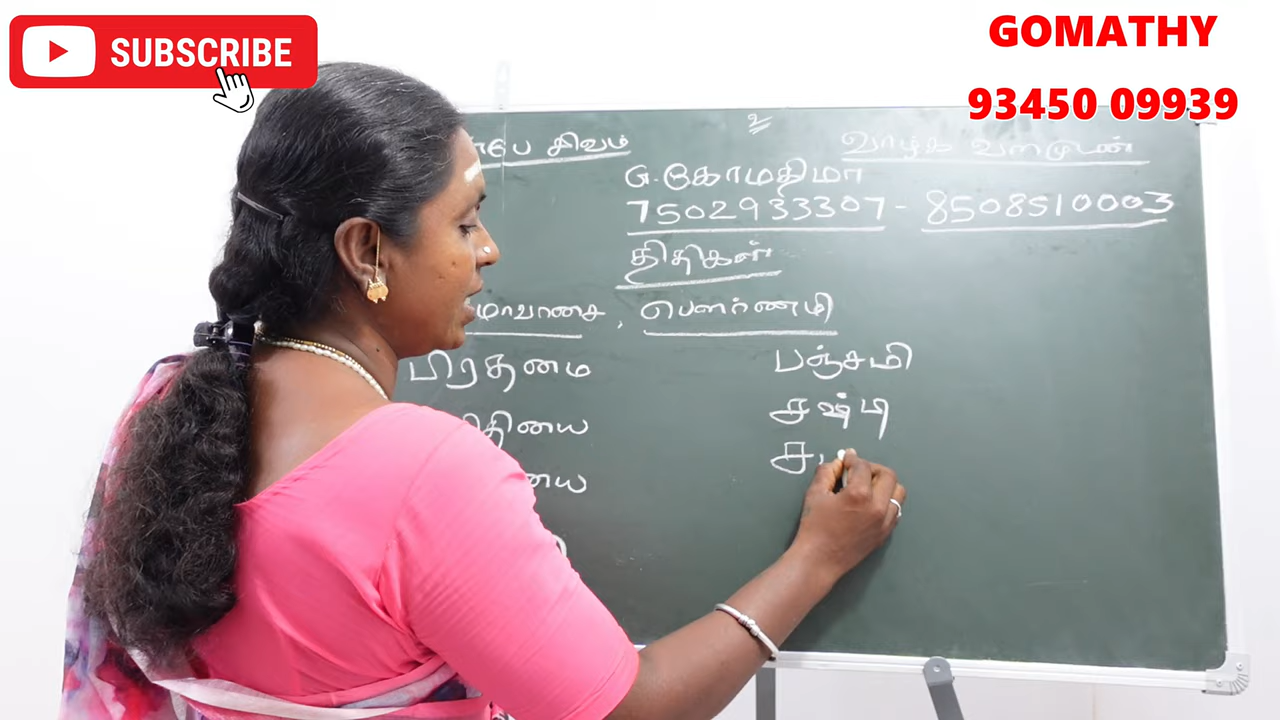 SUBSCRIBE
GOMATHY
93450 09939
உ
சிவம்
வாழ்க வளமுடன்
G.கோமதிமா
7502933307 - 8508510003
திதிகள்
பௌர்ணமி
பிரதமை
பஞ்சமி
சஷ்டி